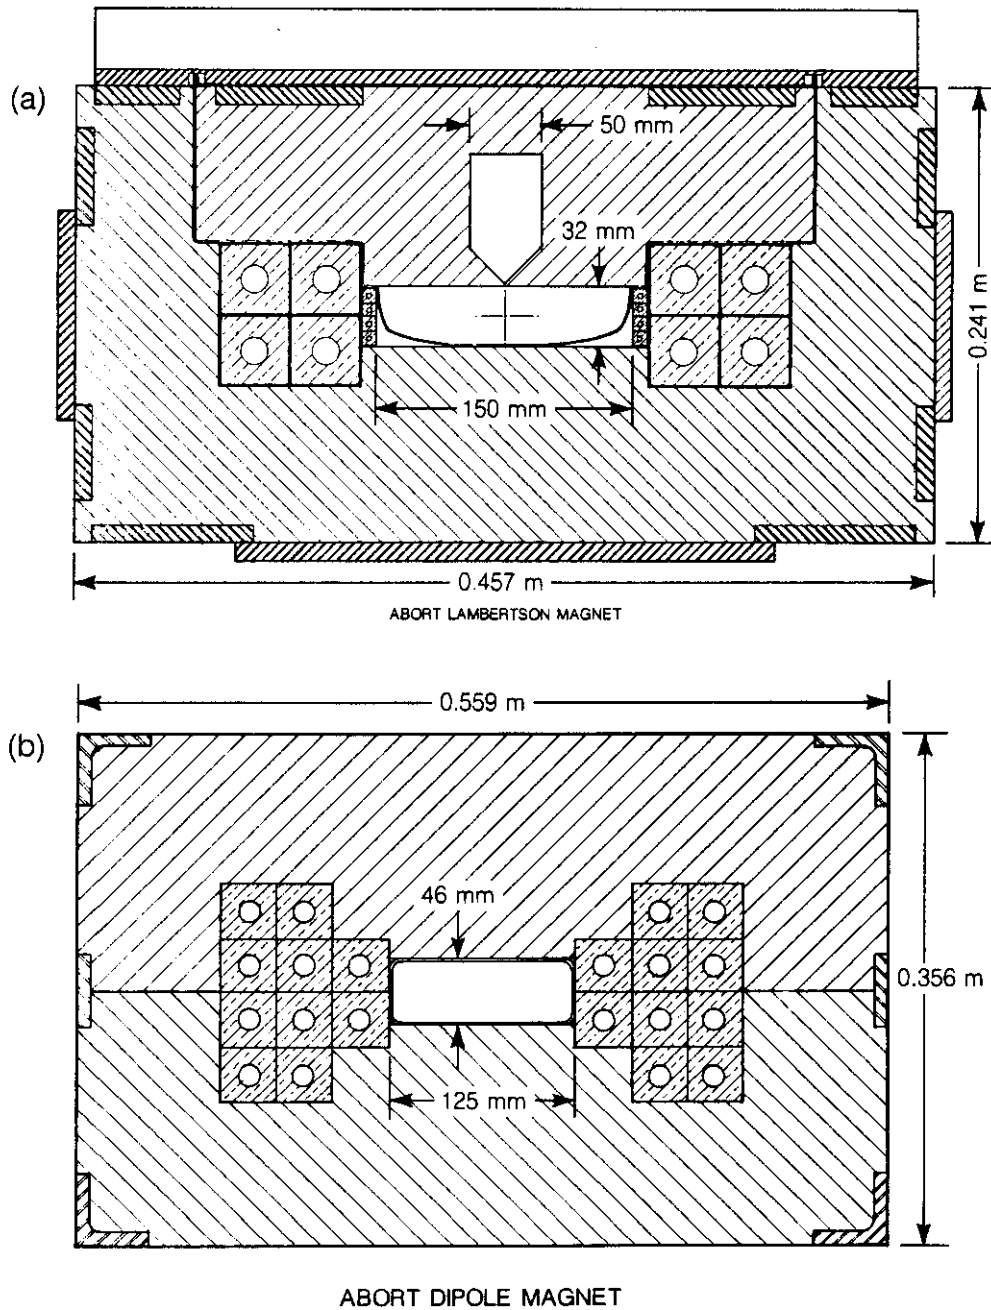 (a)
50 mm
32 mm
0.241 m
150 mm
0.457 m
ABORT LAMBERTSON MAGNET
0.559 m
(b)
46 mm
0.356 m
125 mm
ABORT DIPOLE MAGNET